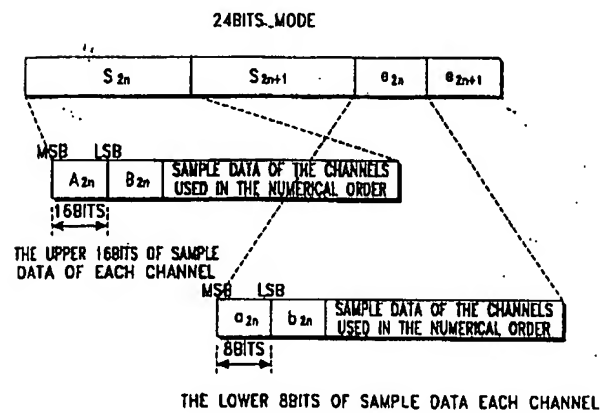 24BITS MODE
S2n S2n+1 e2n e2n+1
MSB LSB
A2n B2n SAMPLE DATA OF THE CHANNELS
USED IN THE NUMERICAL ORDER
16BITS
THE UPPER 16BITS OF SAMPLE
DATA OF EACH CHANNEL
MSB LSB
a2n b2n SAMPLE DATA OF THE CHANNELS
USED IN THE NUMERICAL ORDER
8BITS
THE LOWER 8BITS OF SAMPLE DATA EACH CHANNEL